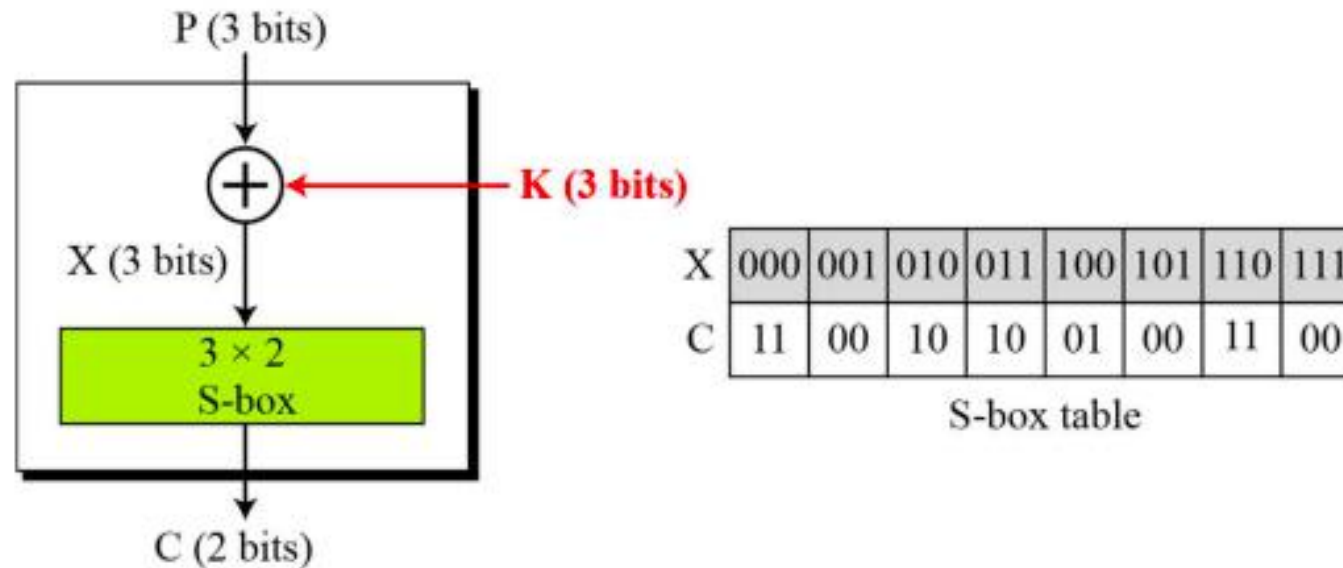 P (3 bits)
K (3 bits)
X (3 bits)
3 × 2
S-box
C (2 bits)
X 000 001 010 011 100 101 110 111
C 11 00 10 10 01 00 11 00
S-box table